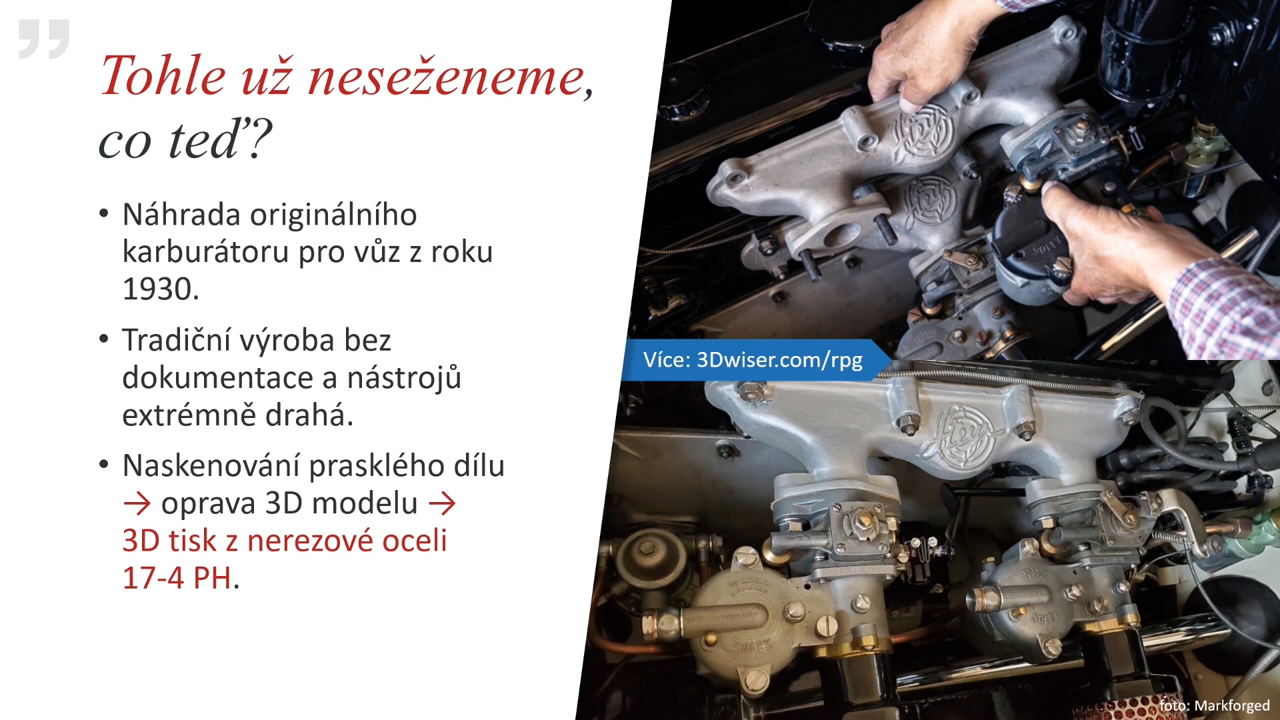 Tohle už neseženeme,
co teď?
• Náhrada originálního
karburátoru pro vůz z roku
1930.
• Tradiční výroba bez
dokumentace a nástrojů
extrémně drahá.
• Naskenování prasklého dílu
→ oprava 3D modelu →
3D tisk z nerezové oceli
17-4 PH.
Více: 3Dwiser.com/rpg
foto: Markforged